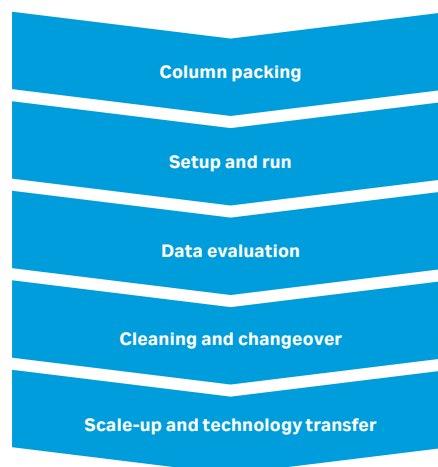 Column packing
Setup and run
Data evaluation
Cleaning and changeover
Scale-up and technology transfer